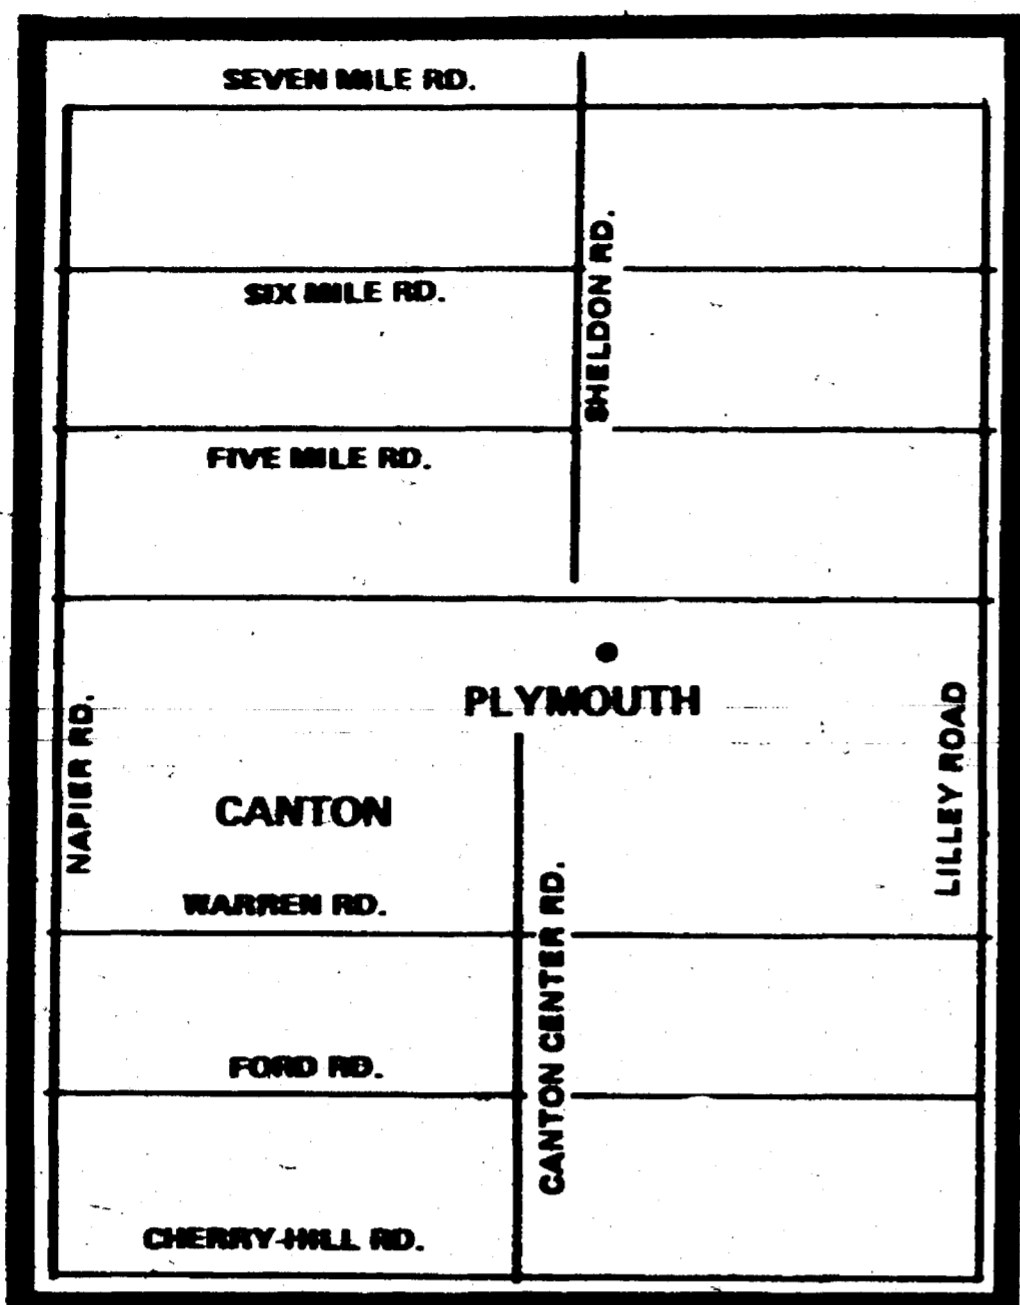 SEVEN MILE RD.
SHELDON RD.
SIX MILE RD.
FIVE MILE RD.
PLYMOUTH
NAPIER RD.
LILLEY ROAD
CANTON
WARREN RD.
CANTON CENTER RD.
FORD RD.
CHERRY-HILL RD.